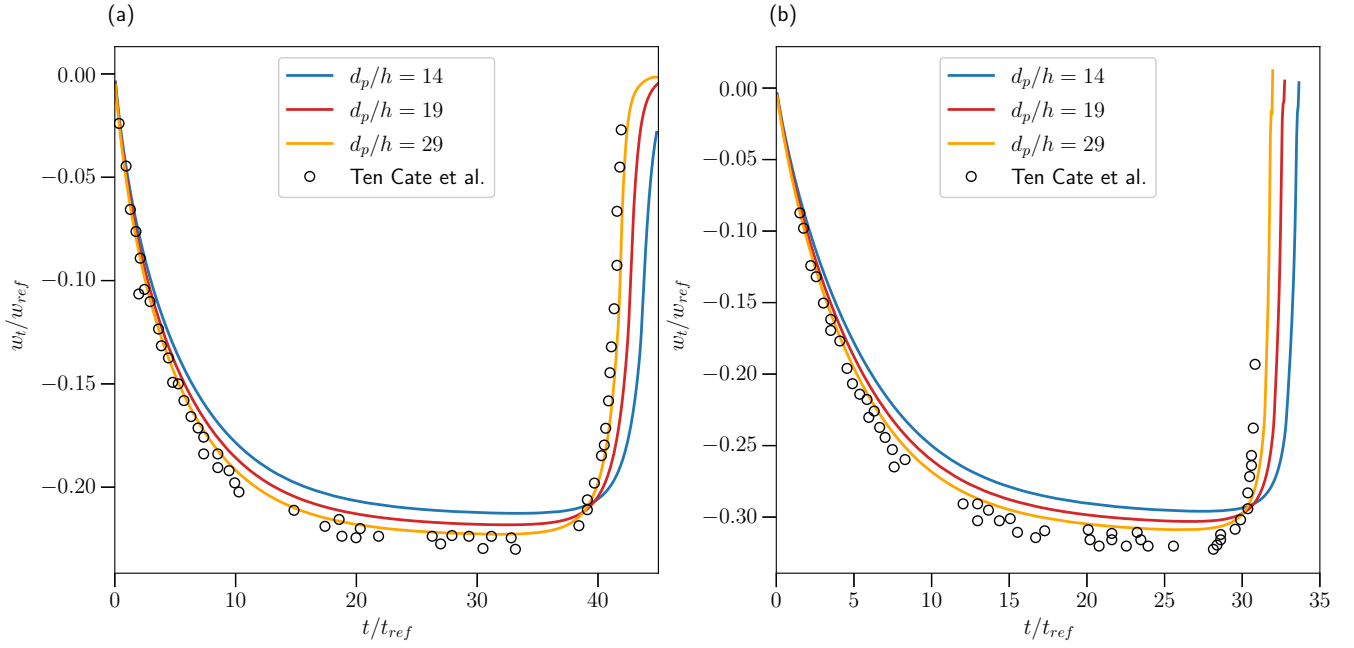 (a)
0.00
−0.05
−0.10
−0.15
−0.20
w_t/w_ref
0
10
20
30
40
t/t_ref
d_p/h = 14
d_p/h = 19
d_p/h = 29
Ten Cate et al.
(b)
0.00
−0.05
−0.10
−0.15
−0.20
−0.25
−0.30
w_t/w_ref
0
5
10
15
20
25
30
35
t/t_ref
d_p/h = 14
d_p/h = 19
d_p/h = 29
Ten Cate et al.